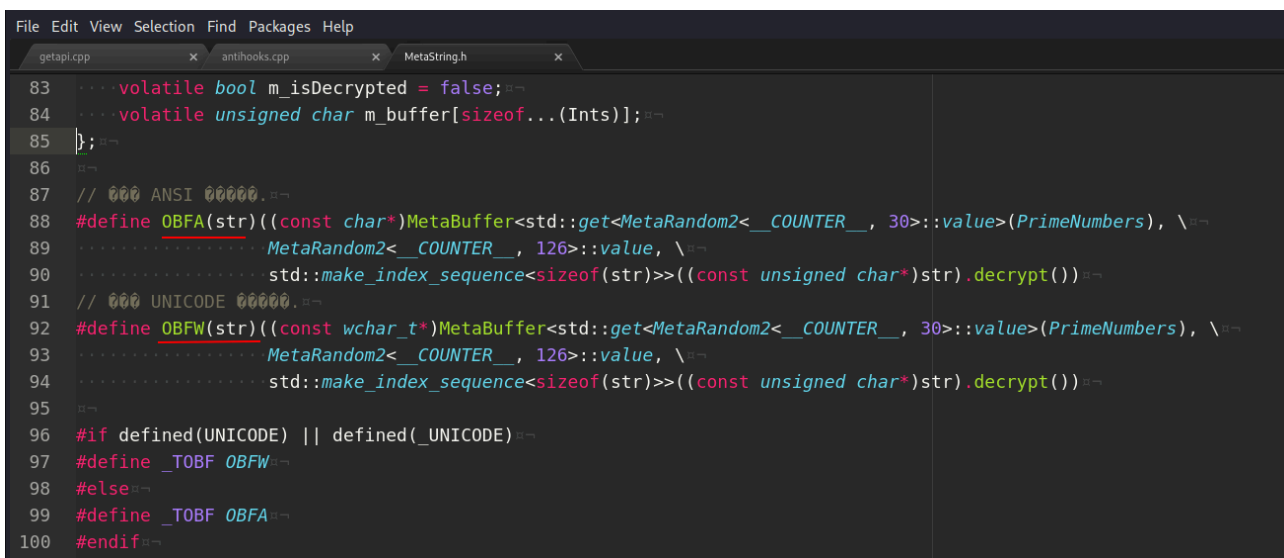 File Edit View Selection Find Packages Help
getapi.cpp × antihooks.cpp × MetaString.h ×
83 volatile bool m_isDecrypted = false;
84 volatile unsigned char m_buffer[sizeof...(Ints)];
85 };
86
87 // ��� ANSI �����.
88 #define OBFA(str)((const char*)MetaBuffer<std::get<MetaRandom2<__COUNTER__, 30>::value>(PrimeNumbers), \
89 MetaRandom2<__COUNTER__, 126>::value, \
90 std::make_index_sequence<sizeof(str)>>((const unsigned char*)str).decrypt())
91 // ��� UNICODE �����.
92 #define OBFW(str)((const wchar_t*)MetaBuffer<std::get<MetaRandom2<__COUNTER__, 30>::value>(PrimeNumbers), \
93 MetaRandom2<__COUNTER__, 126>::value, \
94 std::make_index_sequence<sizeof(str)>>((const unsigned char*)str).decrypt())
95
96 #if defined(UNICODE) || defined(_UNICODE)
97 #define _TOBF OBFW
98 #else
99 #define _TOBF OBFA
100 #endif